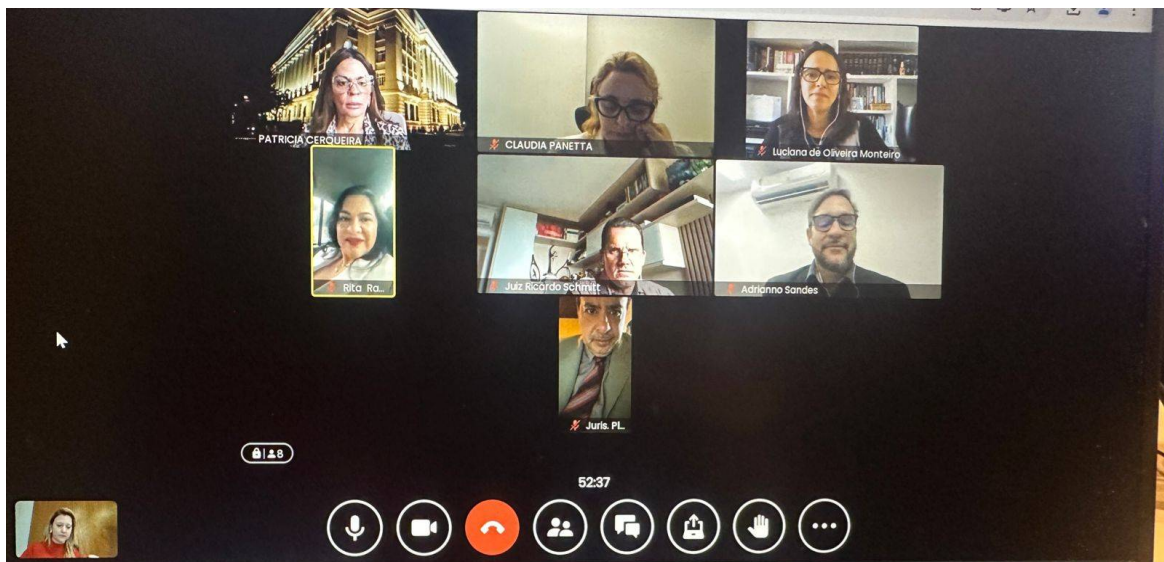 PATRICIA CERQUEIRA
CLAUDIA PANETTA
Luciana de Oliveira Monteiro
Rita Ra...
Juiz Ricardo Schmitt
Adrianno Sandes
Juris. Pl...
8
52:37